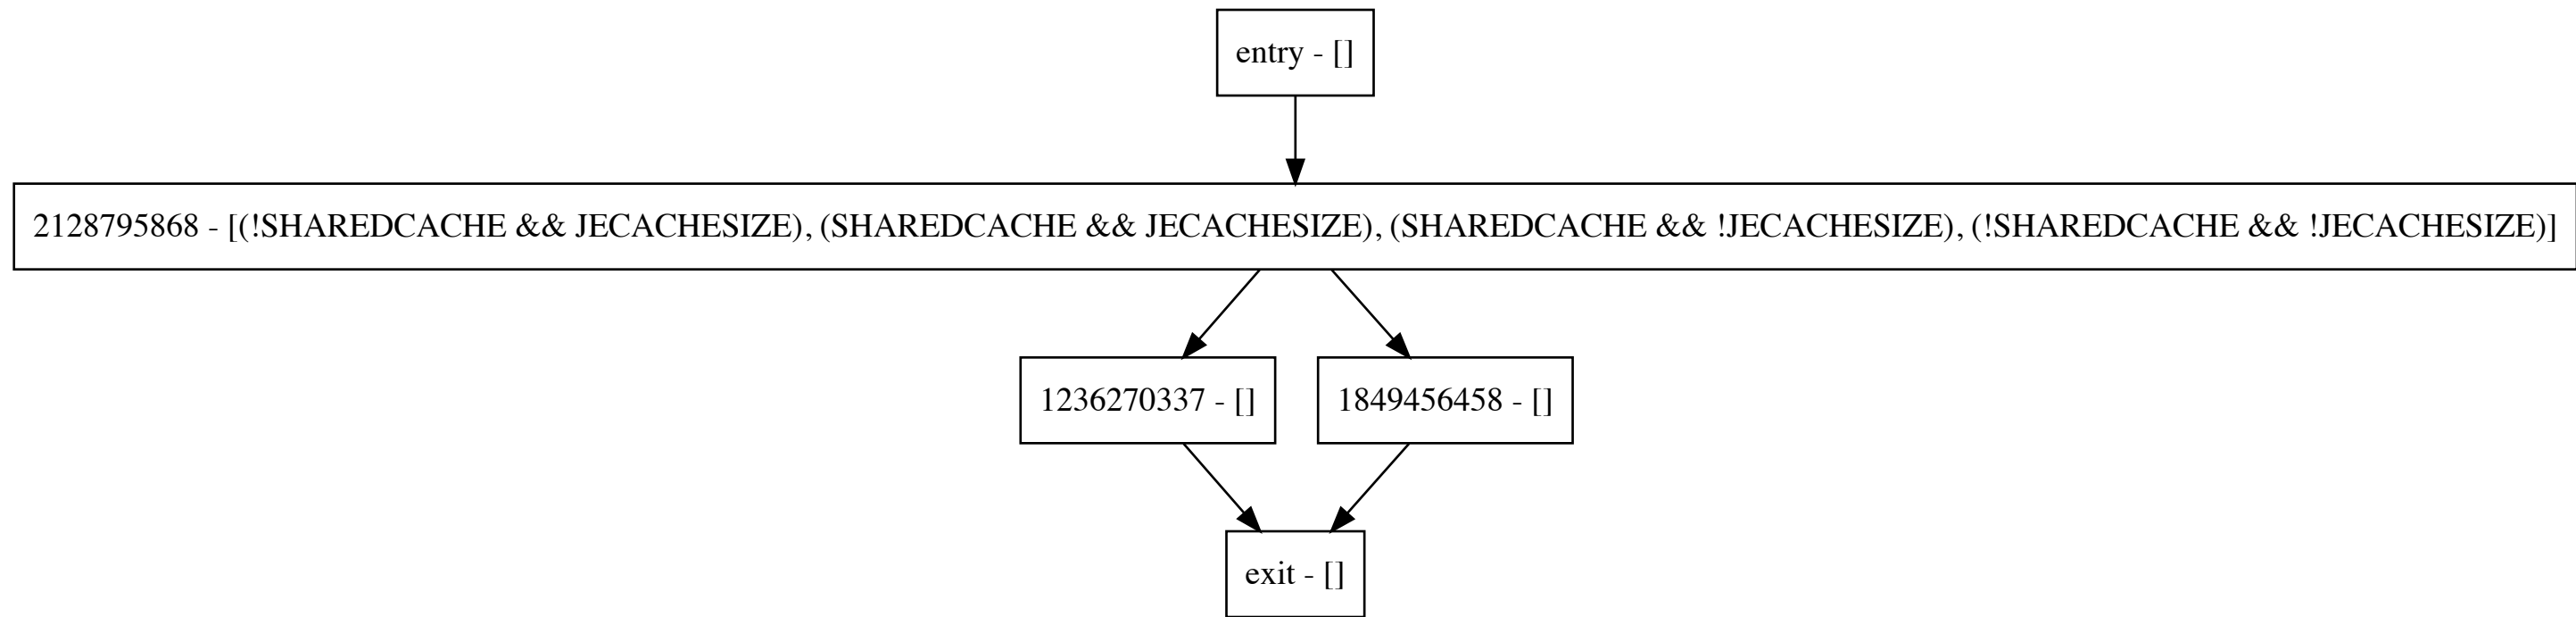 entry - []
2128795868 - [(!SHAREDCACHE && JECACHESIZE), (SHAREDCACHE && JECACHESIZE), (SHAREDCACHE && !JECACHESIZE), (!SHAREDCACHE && !JECACHESIZE)]
1236270337 - []
1849456458 - []
exit - []